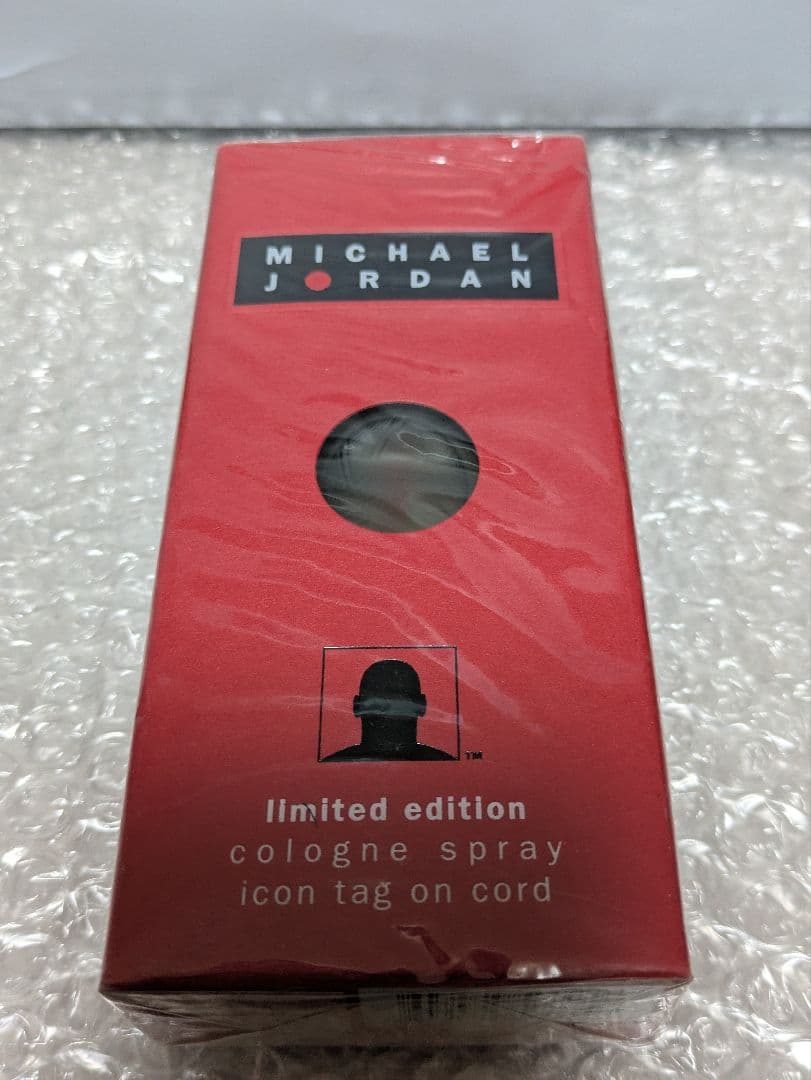 MICHAEL
JORDAN
TM
limited edition
cologne spray
icon tag on cord